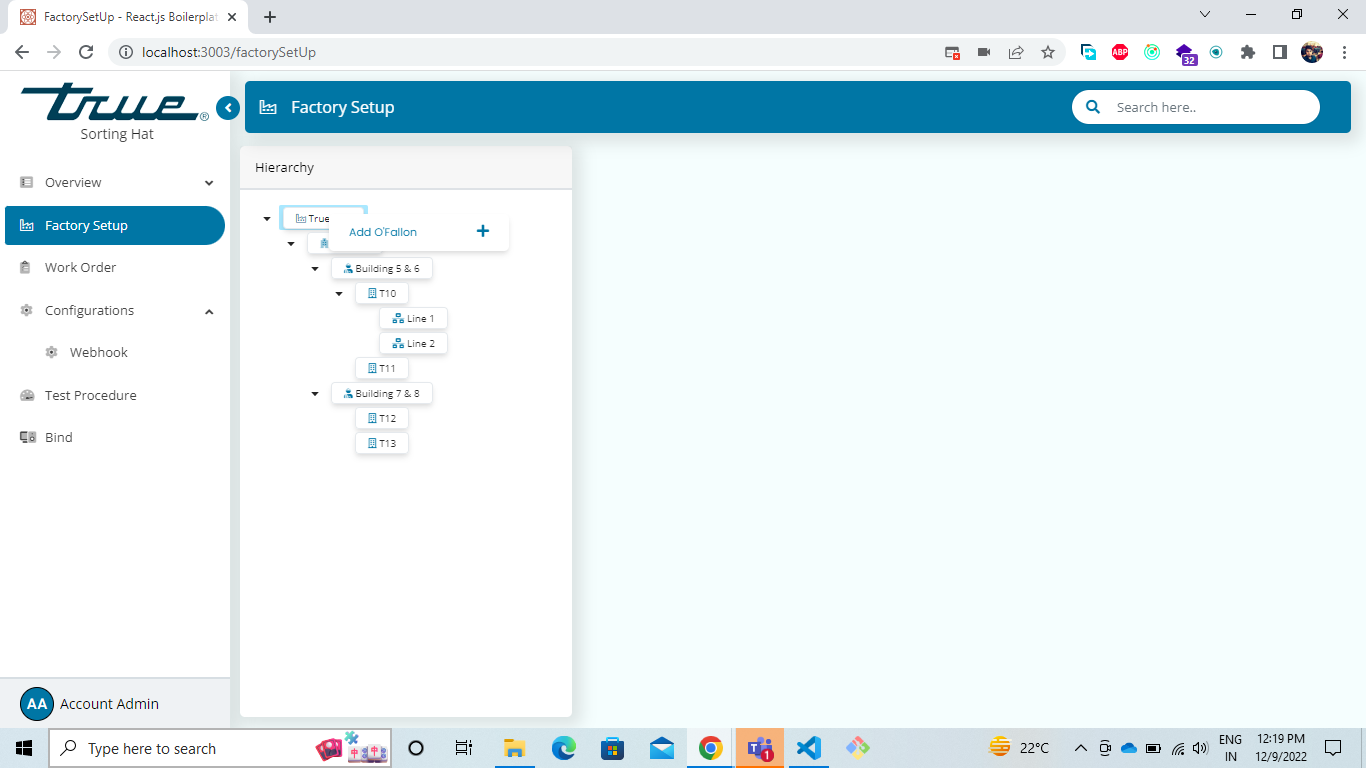 FactorySetUp - React.js Boilerplat
localhost:3003/factorySetUp
ABP
32
true®
Sorting Hat
Factory Setup
Search here..
Overview
Factory Setup
Work Order
Configurations
Webhook
Test Procedure
Bind
AA Account Admin
Hierarchy
True
Add O'Fallon +
Building 5 & 6
T10
Line 1
Line 2
T11
Building 7 & 8
T12
T13
Type here to search
1
22°C
ENG
IN
12:19 PM
12/9/2022